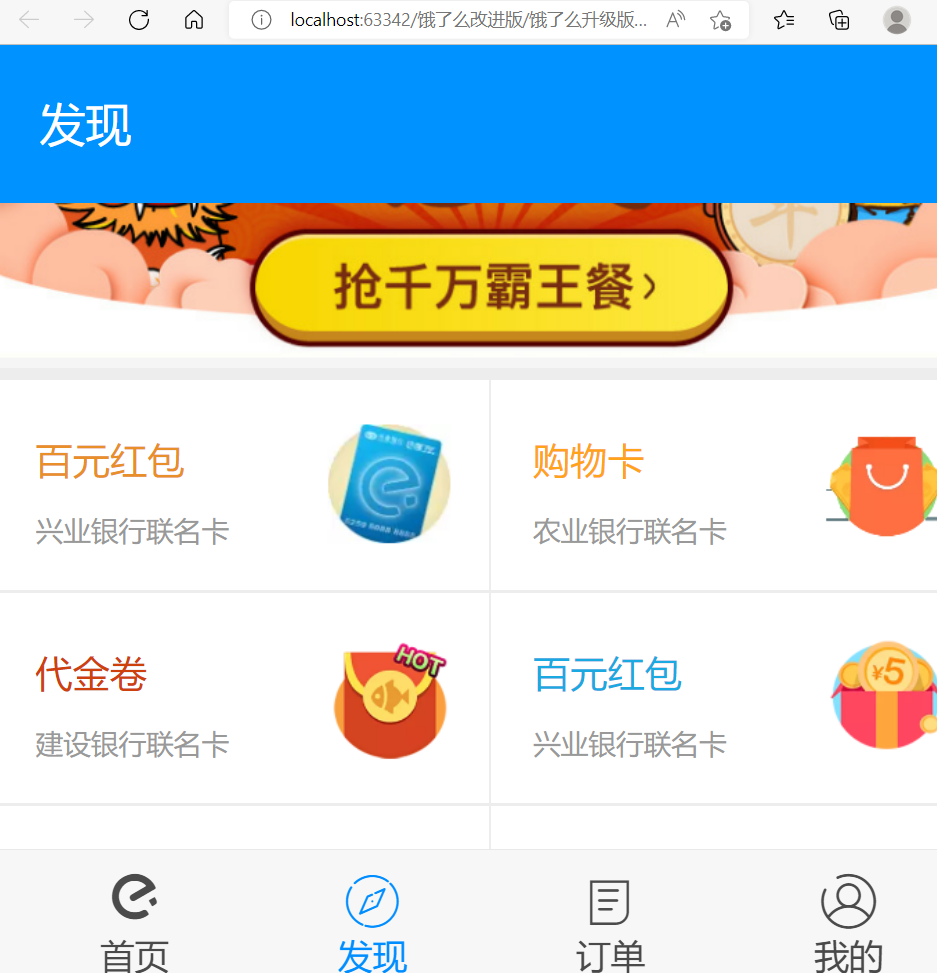 localhost:63342/饿了么改进版/饿了么升级版...
发现
抢千万霸王餐›
百元红包
兴业银行联名卡
购物卡
农业银行联名卡
代金卷
建设银行联名卡
HOT
百元红包
兴业银行联名卡
¥5
首页
发现
订单
我的